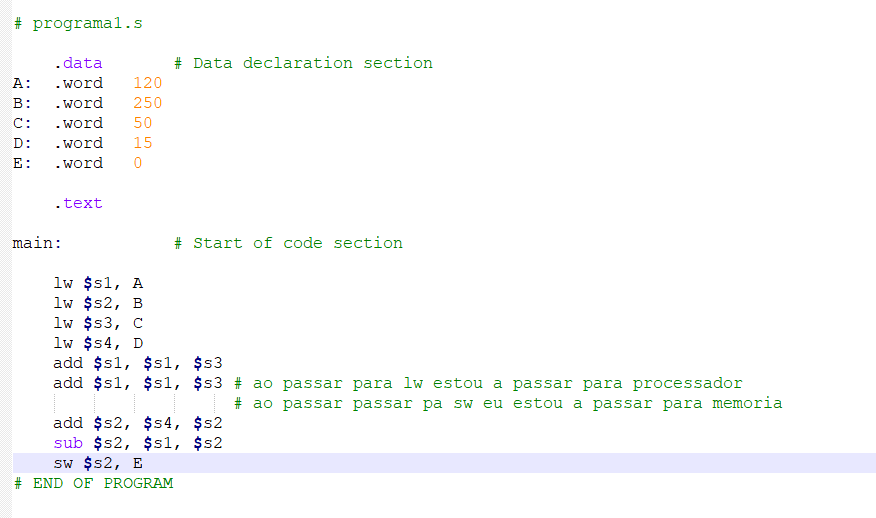 # programa1.s
.data # Data declaration section
A: .word 120
B: .word 250
C: .word 50
D: .word 15
E: .word 0
.text
main: # Start of code section
lw $s1, A
lw $s2, B
lw $s3, C
lw $s4, D
add $s1, $s1, $s3
add $s1, $s1, $s3 # ao passar para lw estou a passar para processador
# ao passar passar pa sw eu estou a passar para memoria
add $s2, $s4, $s2
sub $s2, $s1, $s2
sw $s2, E
# END OF PROGRAM